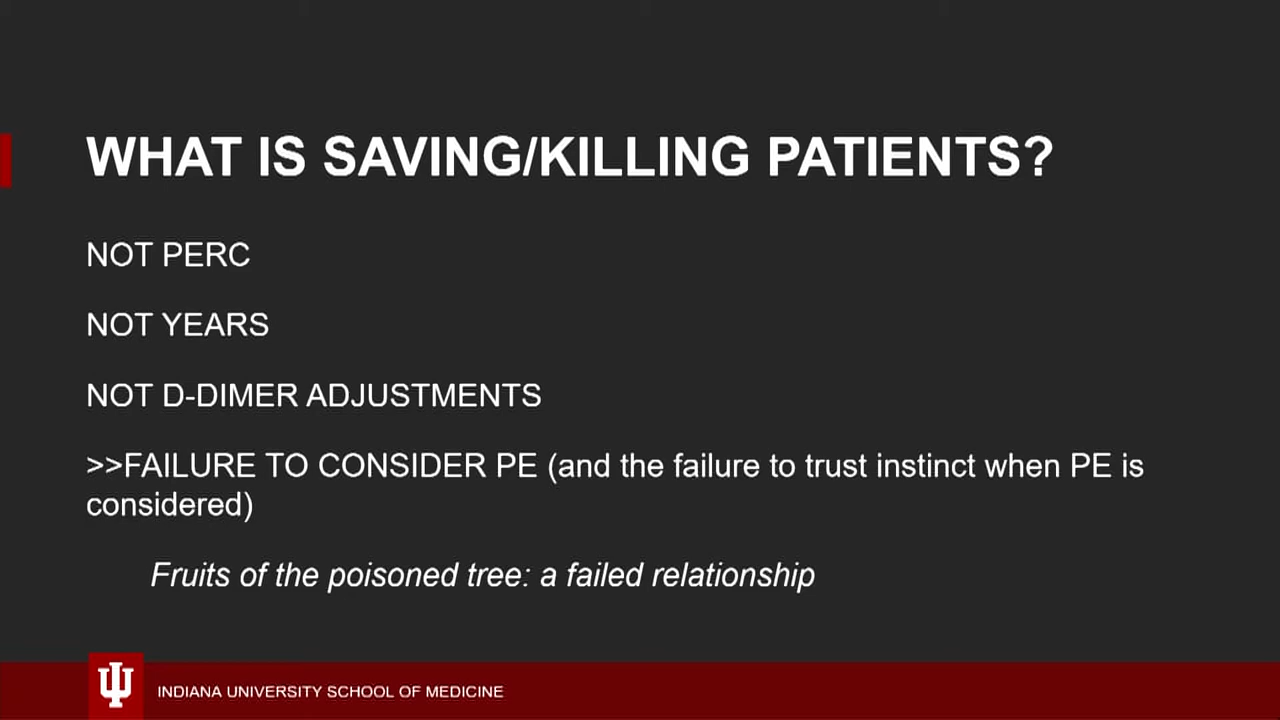 WHAT IS SAVING/KILLING PATIENTS?
NOT PERC
NOT YEARS
NOT D-DIMER ADJUSTMENTS
>>FAILURE TO CONSIDER PE (and the failure to trust instinct when PE is
considered)
Fruits of the poisoned tree: a failed relationship
INDIANA UNIVERSITY SCHOOL OF MEDICINE